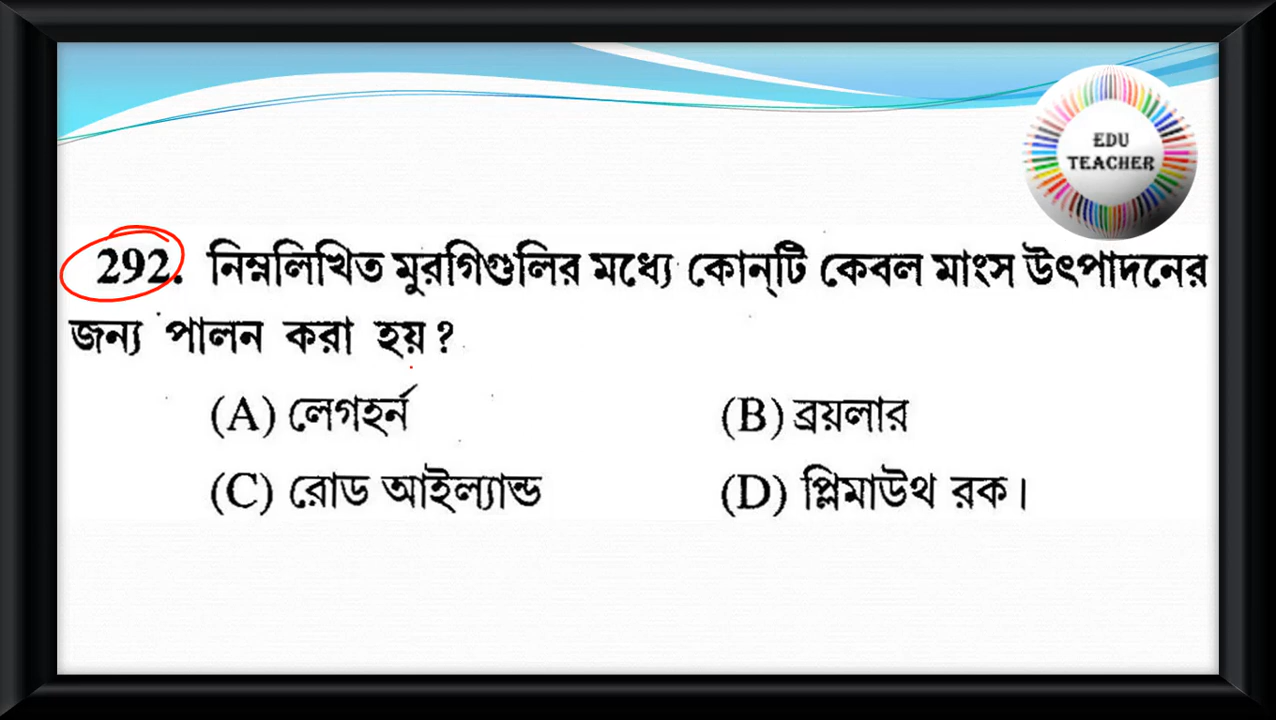 EDU
TEACHER
292. নিম্নলিখিত মুরগিগুলির মধ্যে কোন্‌টি কেবল মাংস উৎপাদনের
জন্য পালন করা হয়?
(A) লেগহর্ন (B) ব্রয়লার
(C) রোড আইল্যান্ড (D) প্লিমাউথ রক।